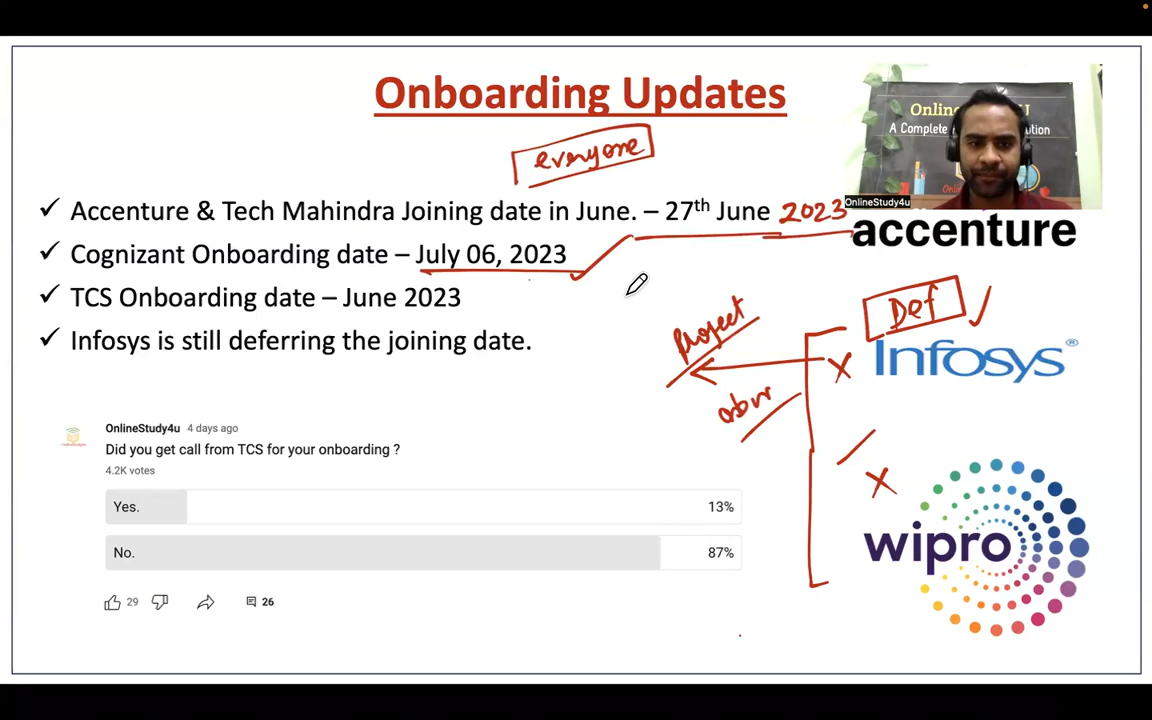 Onboarding Updates
Online
A Complete
ution
everyone
OnlineStudy4u
✓ Accenture & Tech Mahindra Joining date in June. – 27th June 2023
accenture
✓ Cognizant Onboarding date – July 06, 2023
✓ TCS Onboarding date – June 2023
Def
project
✓ Infosys is still deferring the joining date.
Infosys®
OnlineStudy4u 4 days ago
Did you get call from TCS for your onboarding ?
4.2K votes
Yes. 13%
No. 87%
wipro
29 26